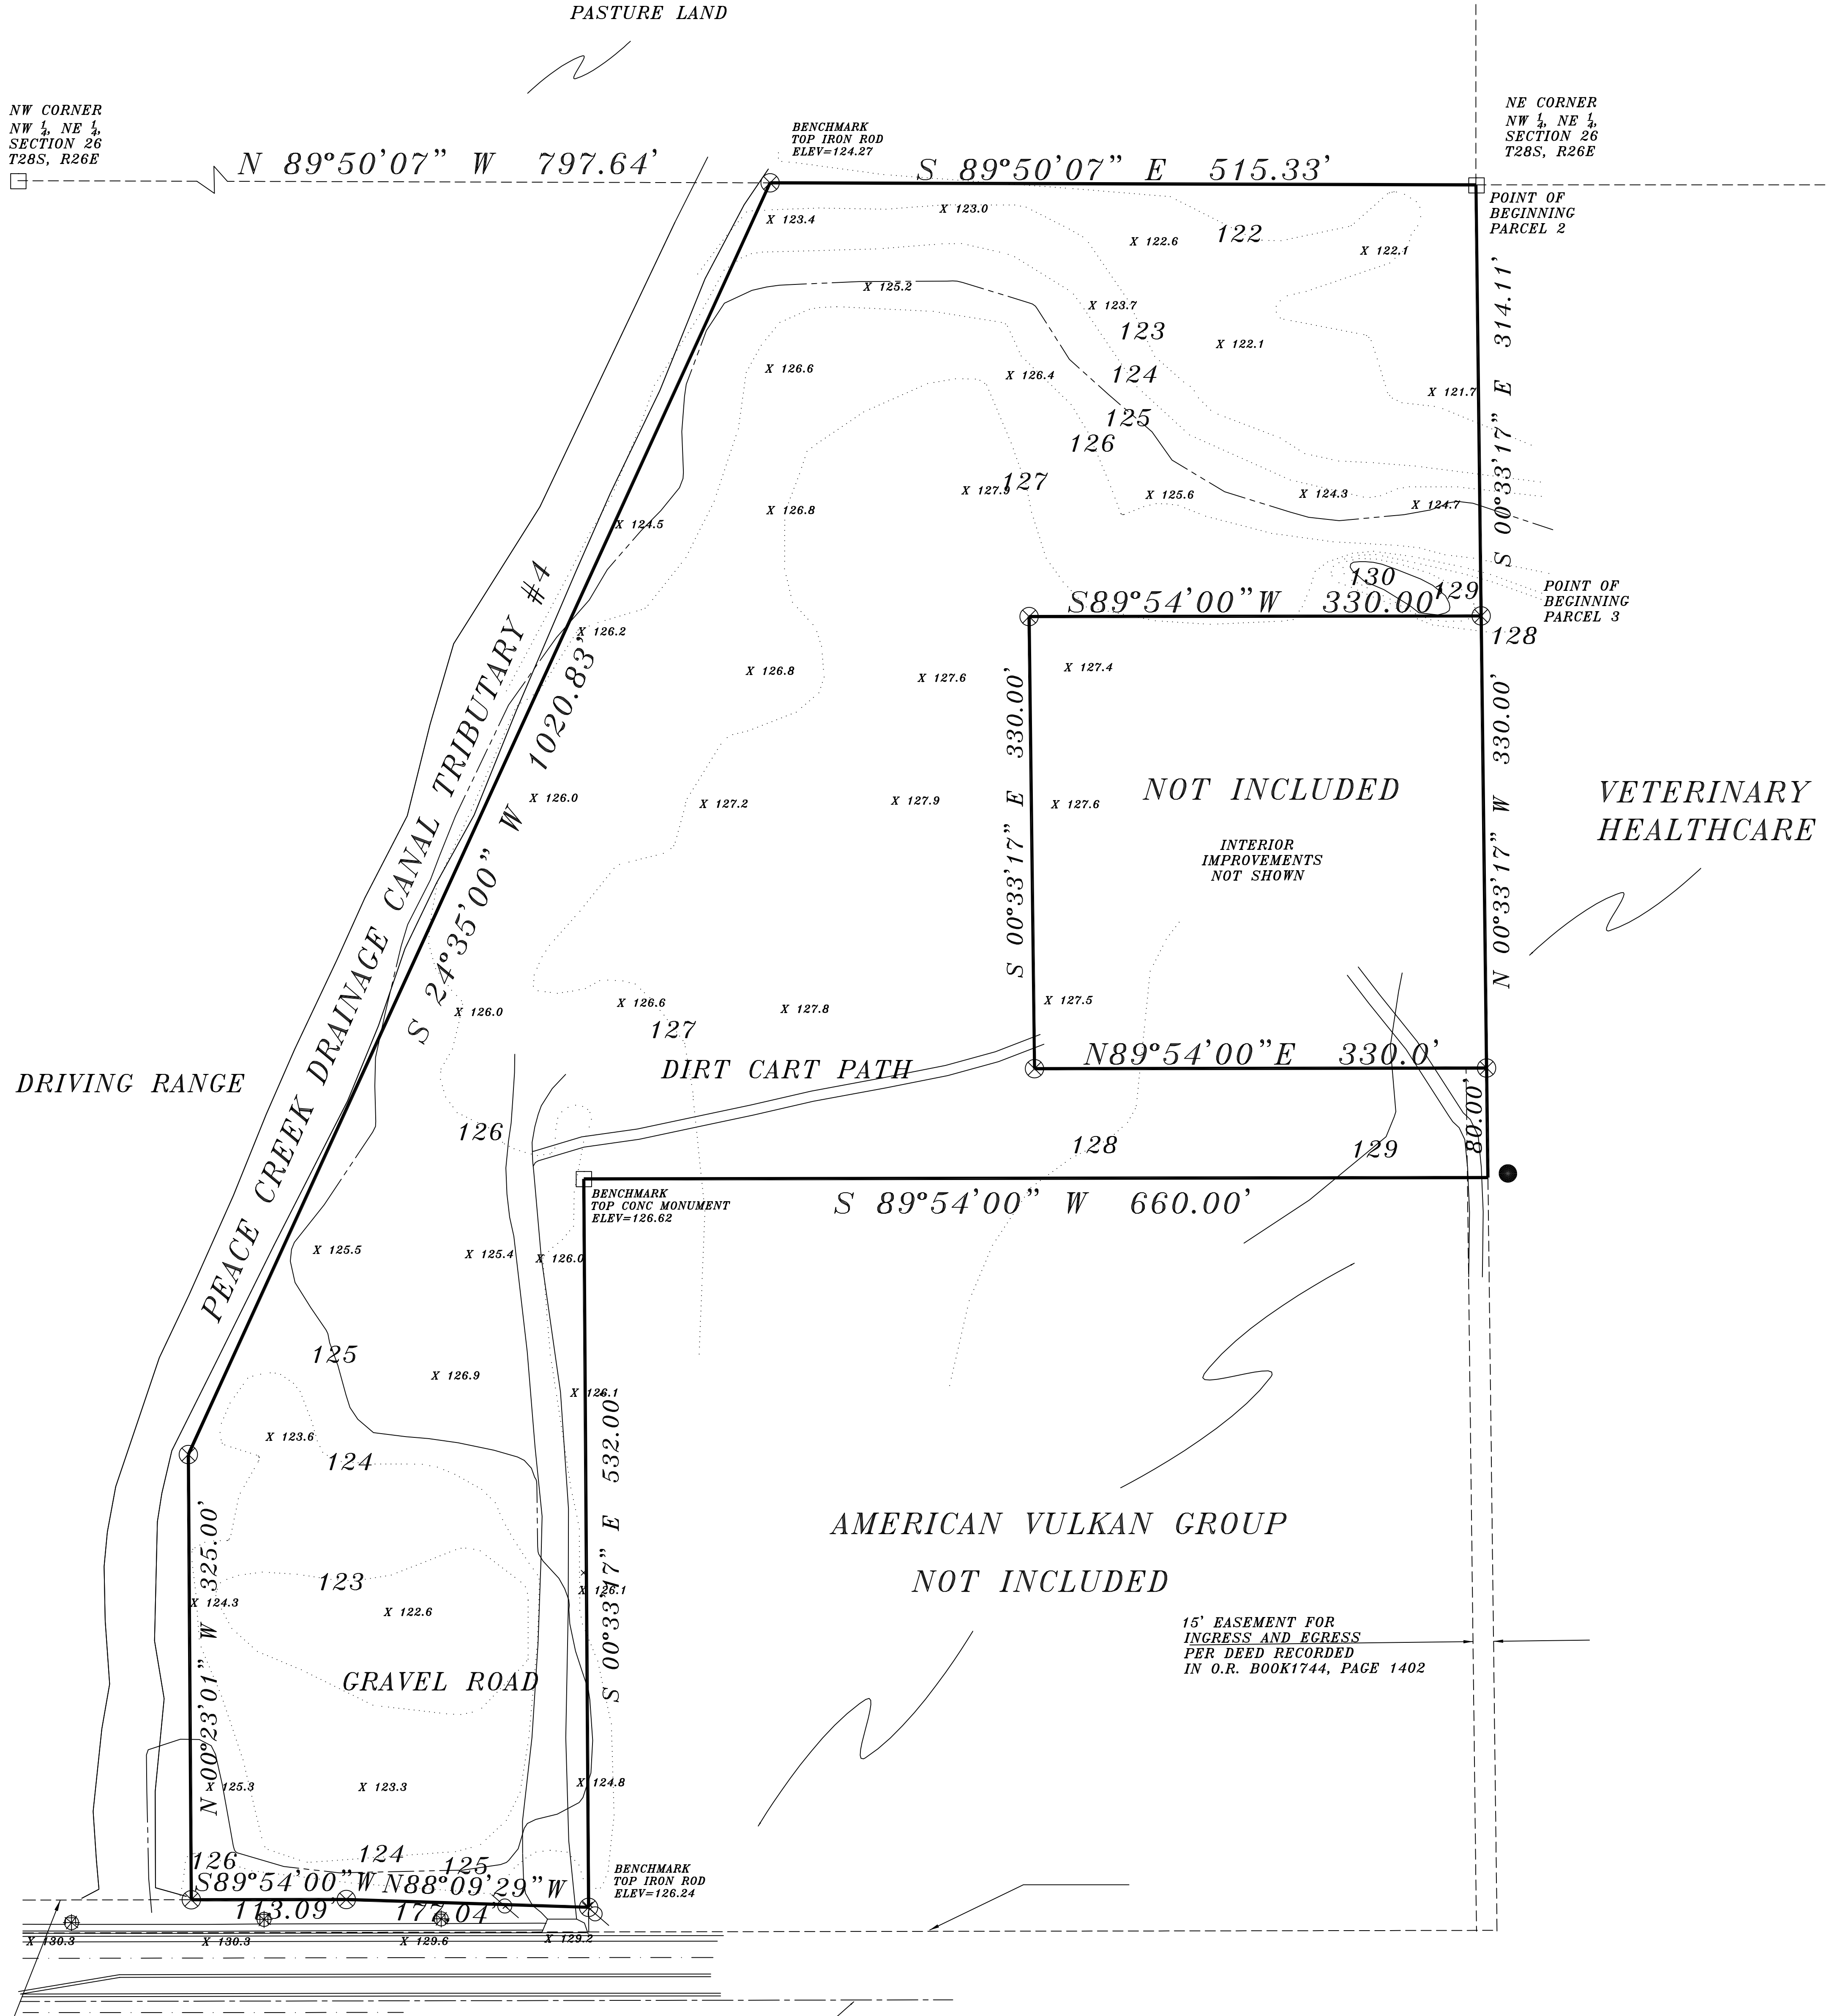 PASTURE LAND
NW CORNER
NW ¼, NE ¼,
SECTION 26
T28S, R26E
N 89°50'07" W 797.64'
BENCHMARK
TOP IRON ROD
ELEV=124.27
S 89°50'07" E 515.33'
NE CORNER
NW ¼, NE ¼,
SECTION 26
T28S, R26E
POINT OF
BEGINNING
PARCEL 2
X 123.4
X 123.0
X 122.6
122
X 122.1
S 00°33'17" E 314.11'
X 125.2
X 123.7
123
X 122.1
X 126.6
X 126.4
124
X 121.7
125
126
127
X 127.9
X 125.6
X 124.3
X 124.7
X 126.8
X 124.5
130
129
POINT OF
BEGINNING
PARCEL 3
S89°54'00"W 330.00'
128
X 126.2
X 126.8
X 127.6
X 127.4
PEACE CREEK DRAINAGE CANAL TRIBUTARY #4
S 24°35'00" W 1020.83'
S 00°33'17" E 330.00'
N 00°33'17" W 330.00'
NOT INCLUDED
INTERIOR
IMPROVEMENTS
NOT SHOWN
VETERINARY
HEALTHCARE
X 126.0
X 127.2
X 127.9
X 127.6
X 126.0
X 126.6
X 127.8
X 127.5
127
DIRT CART PATH
N89°54'00"E 330.0'
DRIVING RANGE
80.00'
126
128
129
BENCHMARK
TOP CONC MONUMENT
ELEV=126.62
S 89°54'00" W 660.00'
X 125.5
X 125.4
X 126.0
125
X 126.9
X 126.1
X 123.6
124
S 00°33'17" E 532.00'
N 00°23'01" W 325.00'
AMERICAN VULKAN GROUP
NOT INCLUDED
123
X 124.3
X 122.6
X 126.1
15' EASEMENT FOR
INGRESS AND EGRESS
PER DEED RECORDED
IN O.R. BOOK1744, PAGE 1402
GRAVEL ROAD
X 125.3
X 123.3
X 124.8
126
124
125
BENCHMARK
TOP IRON ROD
ELEV=126.24
S89°54'00"W
113.09'
N88°09'29"W
177.04'
X 130.3
X 130.3
X 129.6
X 129.2